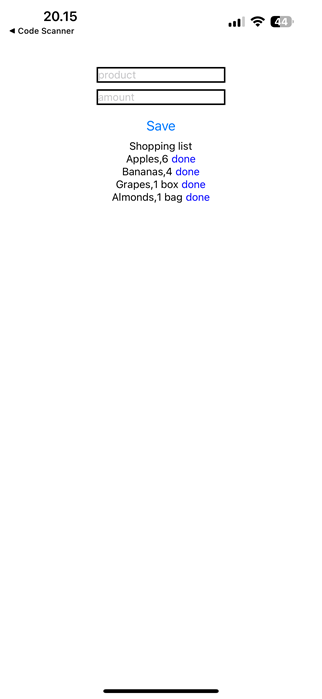 20.15
44
◀ Code Scanner
product
amount
Save
Shopping list
Apples,6 done
Bananas,4 done
Grapes,1 box done
Almonds,1 bag done